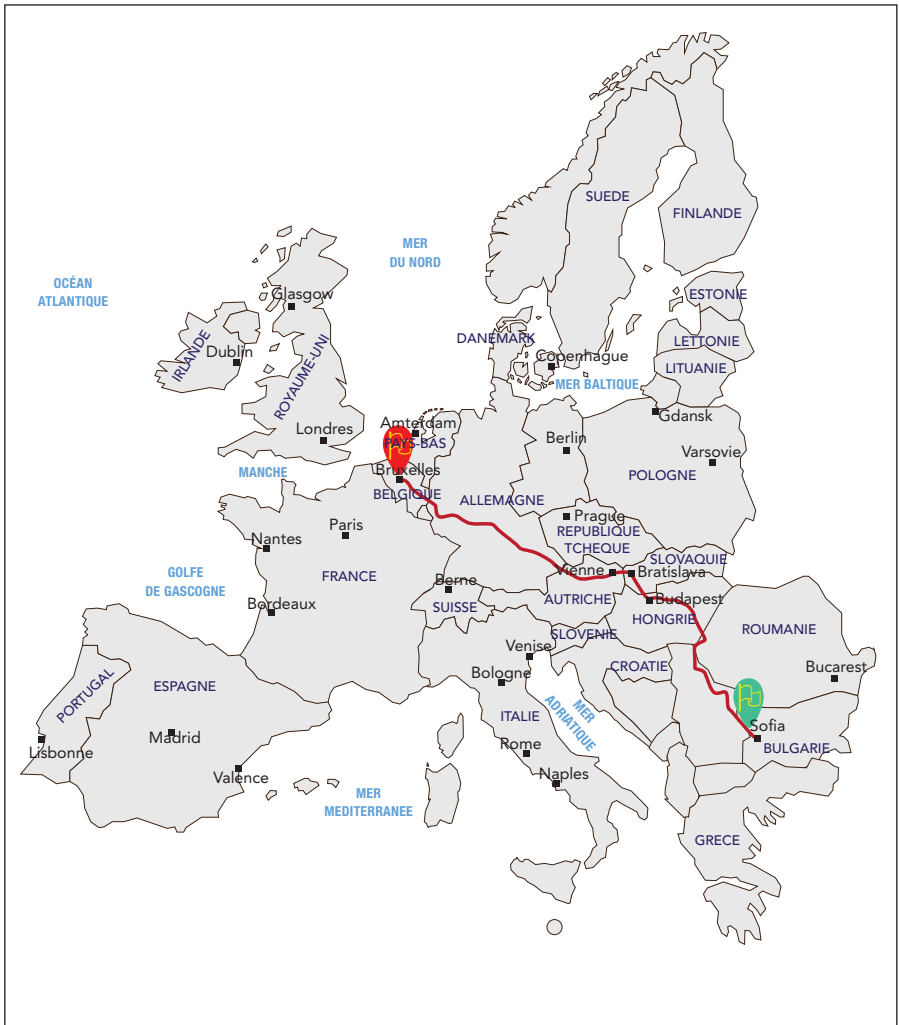 SUEDE
FINLANDE
MER
DU NORD
OCÉAN
ATLANTIQUE
Glasgow
ESTONIE
DANEMARK
LETTONIE
IRLANDE
Dublin
ROYAUME-UNI
Copenhague
LITUANIE
MER BALTIQUE
Gdansk
Amterdam
Londres
PAYS-BAS
Berlin
Varsovie
MANCHE
Bruxelles
POLOGNE
BELGIQUE
ALLEMAGNE
Paris
Prague
Nantes
REPUBLIQUE
TCHEQUE
SLOVAQUIE
GOLFE
DE GASCOGNE
FRANCE
Berne
Vienne
Bratislava
Bordeaux
SUISSE
AUTRICHE
Budapest
HONGRIE
ROUMANIE
SLOVENIE
Venise
CROATIE
Bucarest
Bologne
PORTUGAL
ESPAGNE
ITALIE
MER
ADRIATIQUE
Sofia
Madrid
Lisbonne
Rome
BULGARIE
Valence
Naples
MER
MEDITERRANEE
GRECE